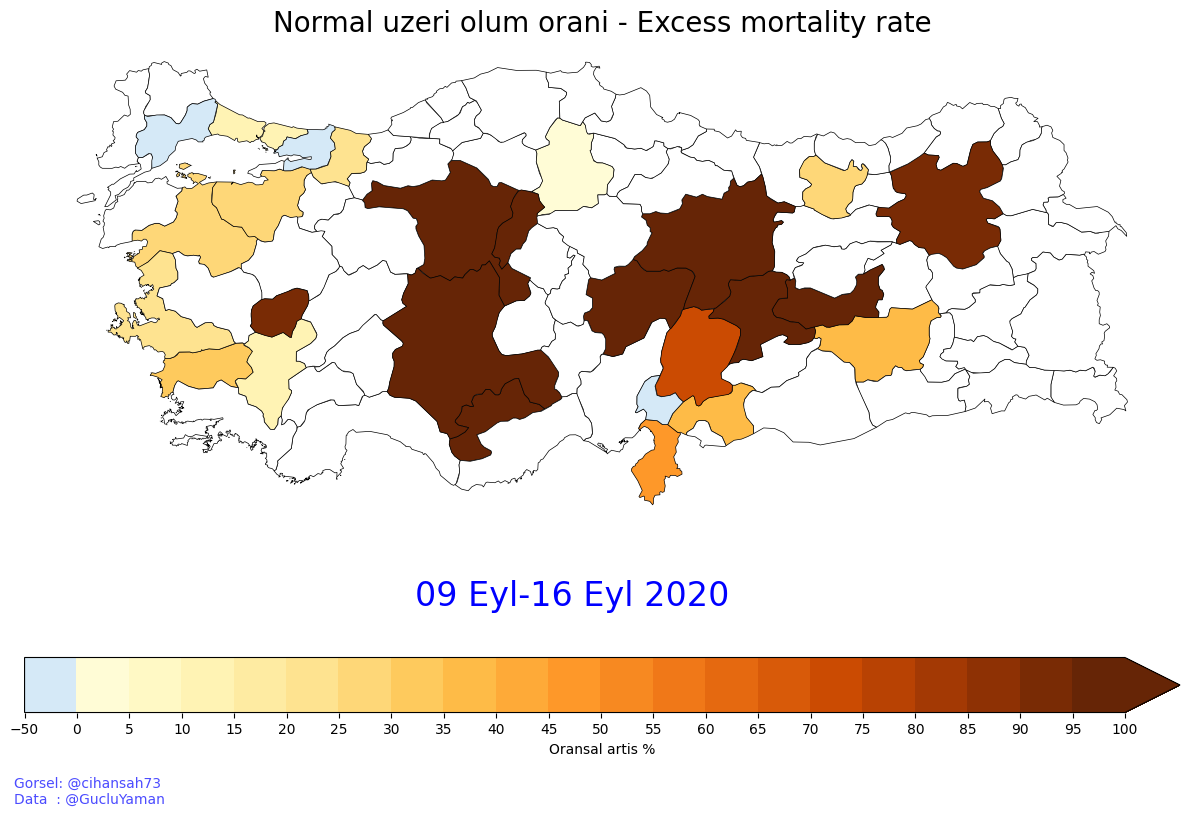 Normal uzeri olum orani - Excess mortality rate
09 Eyl-16 Eyl 2020
−50 0 5 10 15 20 25 30 35 40 45 50 55 60 65 70 75 80 85 90 95 100
Oransal artis %
Gorsel: @cihansah73
Data  : @GucluYaman